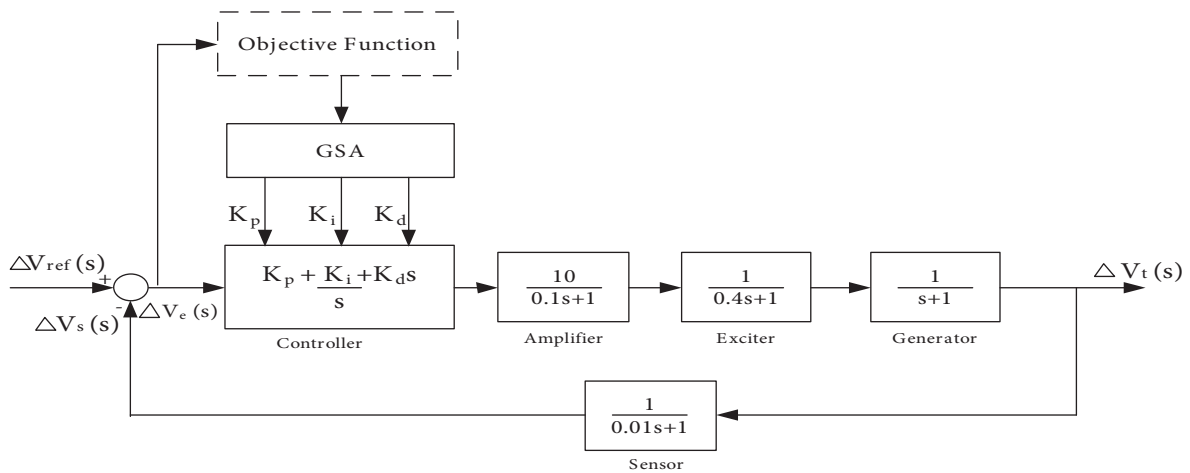 Objective Function
GSA
K_p K_i K_d
△V_ref (s)
+
-
△V_s (s)
△V_e (s)
K_p + K_i/s + K_d s
Controller
10/(0.1s+1)
Amplifier
1/(0.4s+1)
Exciter
1/(s+1)
Generator
△ V_t (s)
1/(0.01s+1)
Sensor